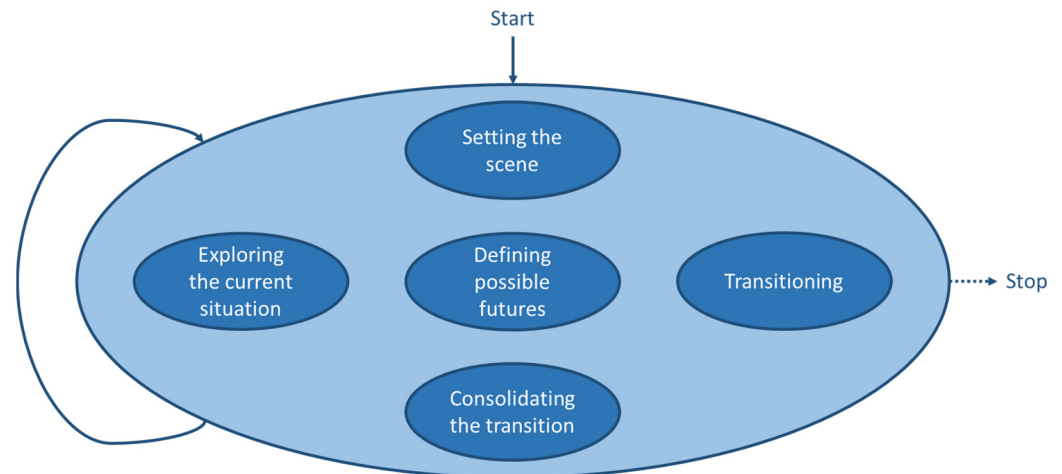 Start
Setting the
scene
Exploring
the current
situation
Defining
possible
futures
Transitioning
Stop
Consolidating
the transition